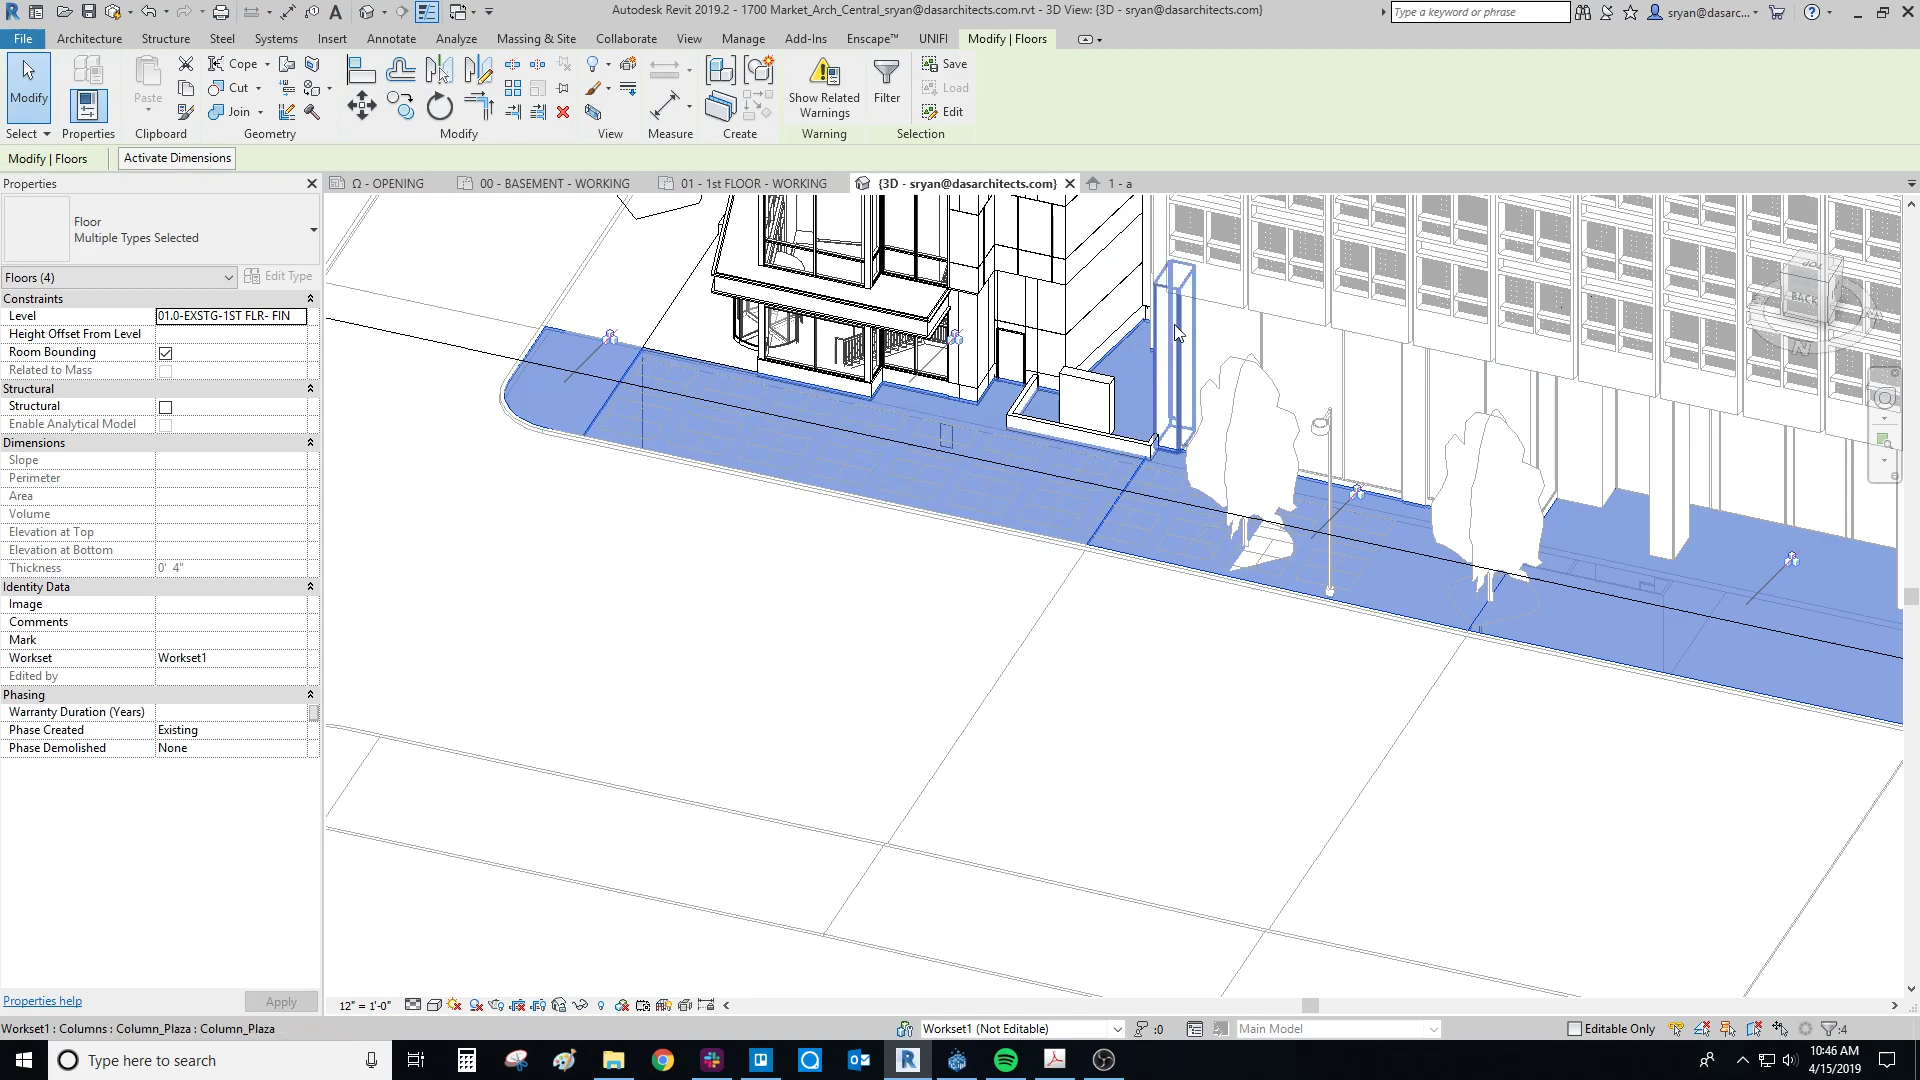 Autodesk Revit 2019.2 - 1700 Market_Arch_Central_sryan@dasarchitects.com.rvt - 3D View: {3D - sryan@dasarchitects.com}
Type a keyword or phrase
sryan@dasarc...
File Architecture Structure Steel Systems Insert Annotate Analyze Massing & Site Collaborate View Manage Add-Ins Enscape™ UNIFI Modify | Floors
Modify
Paste
Cope
Cut
Join
Show Related
Warnings
Filter
Save
Load
Edit
Select Properties Clipboard Geometry Modify View Measure Create Warning Selection
Modify | Floors Activate Dimensions
Properties
Ω - OPENING 00 - BASEMENT - WORKING 01 - 1st FLOOR - WORKING {3D - sryan@dasarchitects.com} 1 - a
Floor
Multiple Types Selected
Floors (4) Edit Type
Constraints
Level 01.0-EXSTG-1ST FLR- FIN
Height Offset From Level
Room Bounding
Related to Mass
Structural
Structural
Enable Analytical Model
Dimensions
Slope
Perimeter
Area
Volume
Elevation at Top
Elevation at Bottom
Thickness 0' 4"
Identity Data
Image
Comments
Mark
Workset Workset1
Edited by
Phasing
Warranty Duration (Years)
Phase Created Existing
Phase Demolished None
BACK
Properties help Apply
12" = 1'-0"
Workset1 : Columns : Column_Plaza : Column_Plaza
Workset1 (Not Editable)
:0
Main Model
Editable Only
:4
Type here to search
10:46 AM
4/15/2019